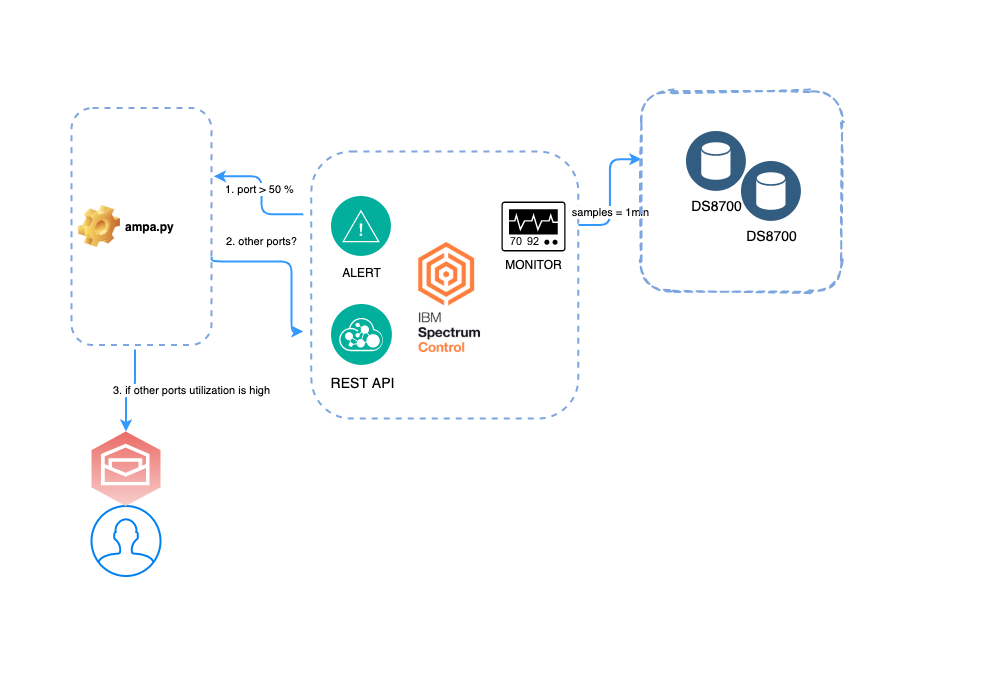 ampa.py
1. port > 50 %
2. other ports?
3. if other ports utilization is high
!
ALERT
REST API
IBM
Spectrum
Control
70 92
MONITOR
samples = 1min
DS8700
DS8700